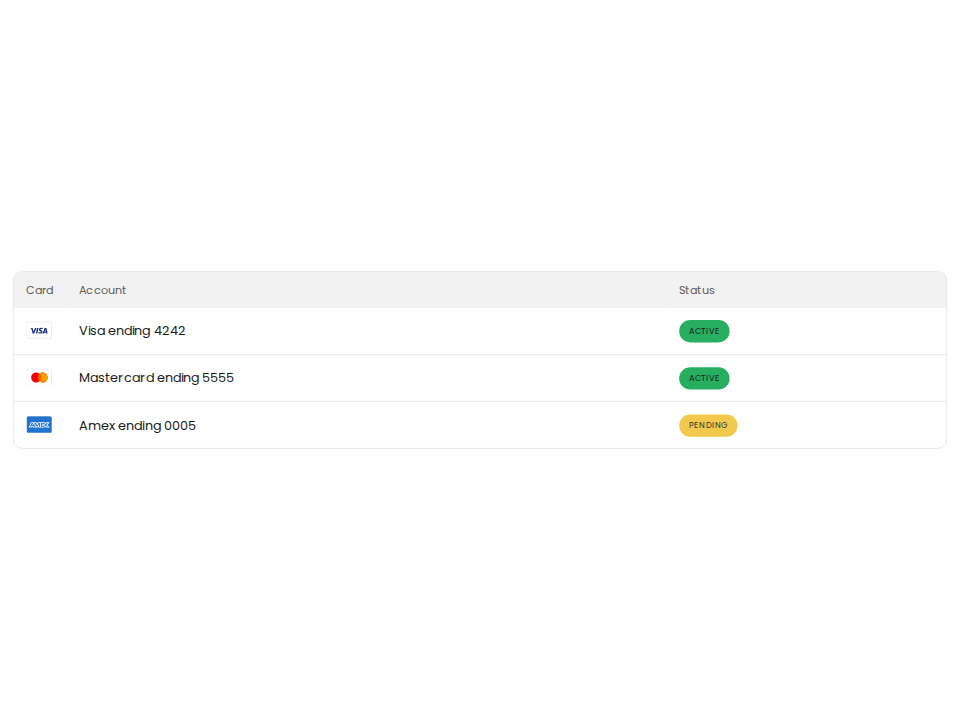 Card Account Status
VISA Visa ending 4242 ACTIVE
Mastercard ending 5555 ACTIVE
AMEX Amex ending 0005 PENDING